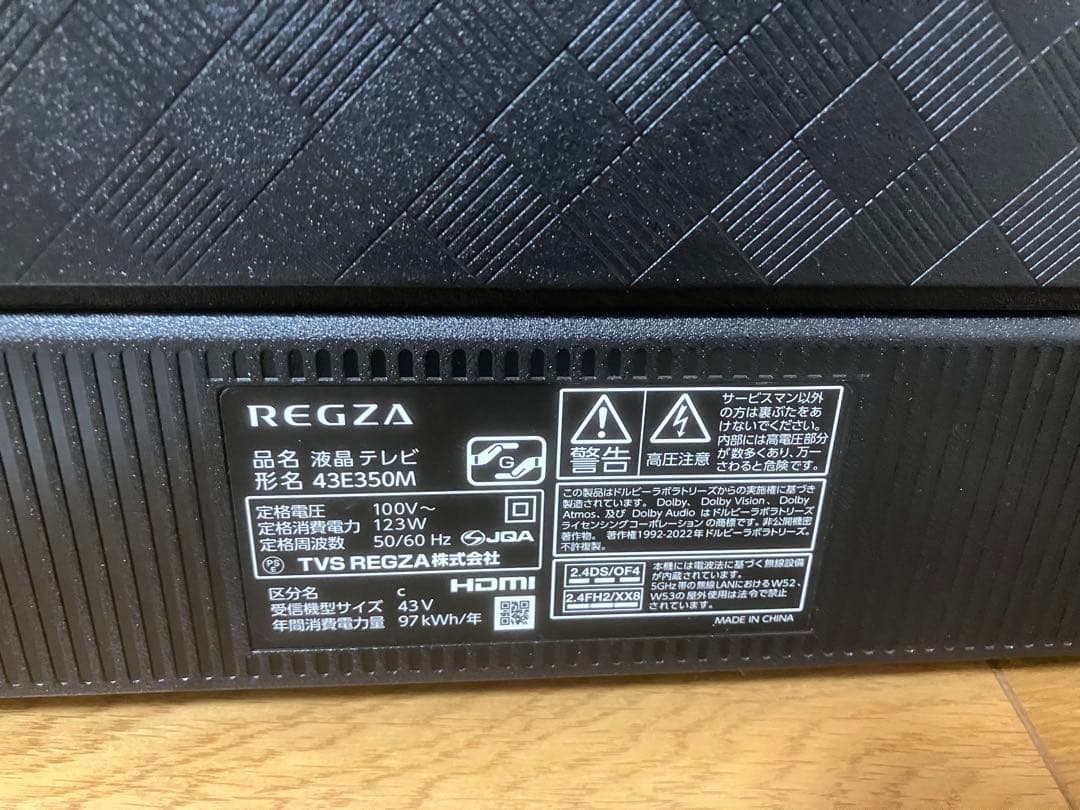 REGZA
品名 液晶テレビ
形名 43E350M
G
定格電圧 100V～
定格消費電力 123W
定格周波数 50/60 Hz
JQA
PS
E
TVS REGZA株式会社
区分名 c
受信機型サイズ 43V
年間消費電力量 97kWh/年
HDMI
警告
高圧注意
サービスマン以外
の方は裏ぶたをあ
けないでください。
内部には高電圧部分
が数多くあり、万一
さわると危険です。
この製品はドルビーラボラトリーズからの実施権に基づき
製造されています。 Dolby、Dolby Vision、Dolby
Atmos、及び Dolby Audio はドルビーラボラトリーズ
ライセンシングコーポレーションの商標です。非公開機密
著作物。 著作権1992-2022年ドルビーラボラトリーズ。
不許複製。
2.4DS/OF4
2.4FH2/XX8
本機には電波法に基づく無線設備
が内蔵されています。
5GHz帯の無線LANにおけるW52、
W53の屋外使用は法令で禁止
されています。
MADE IN CHINA